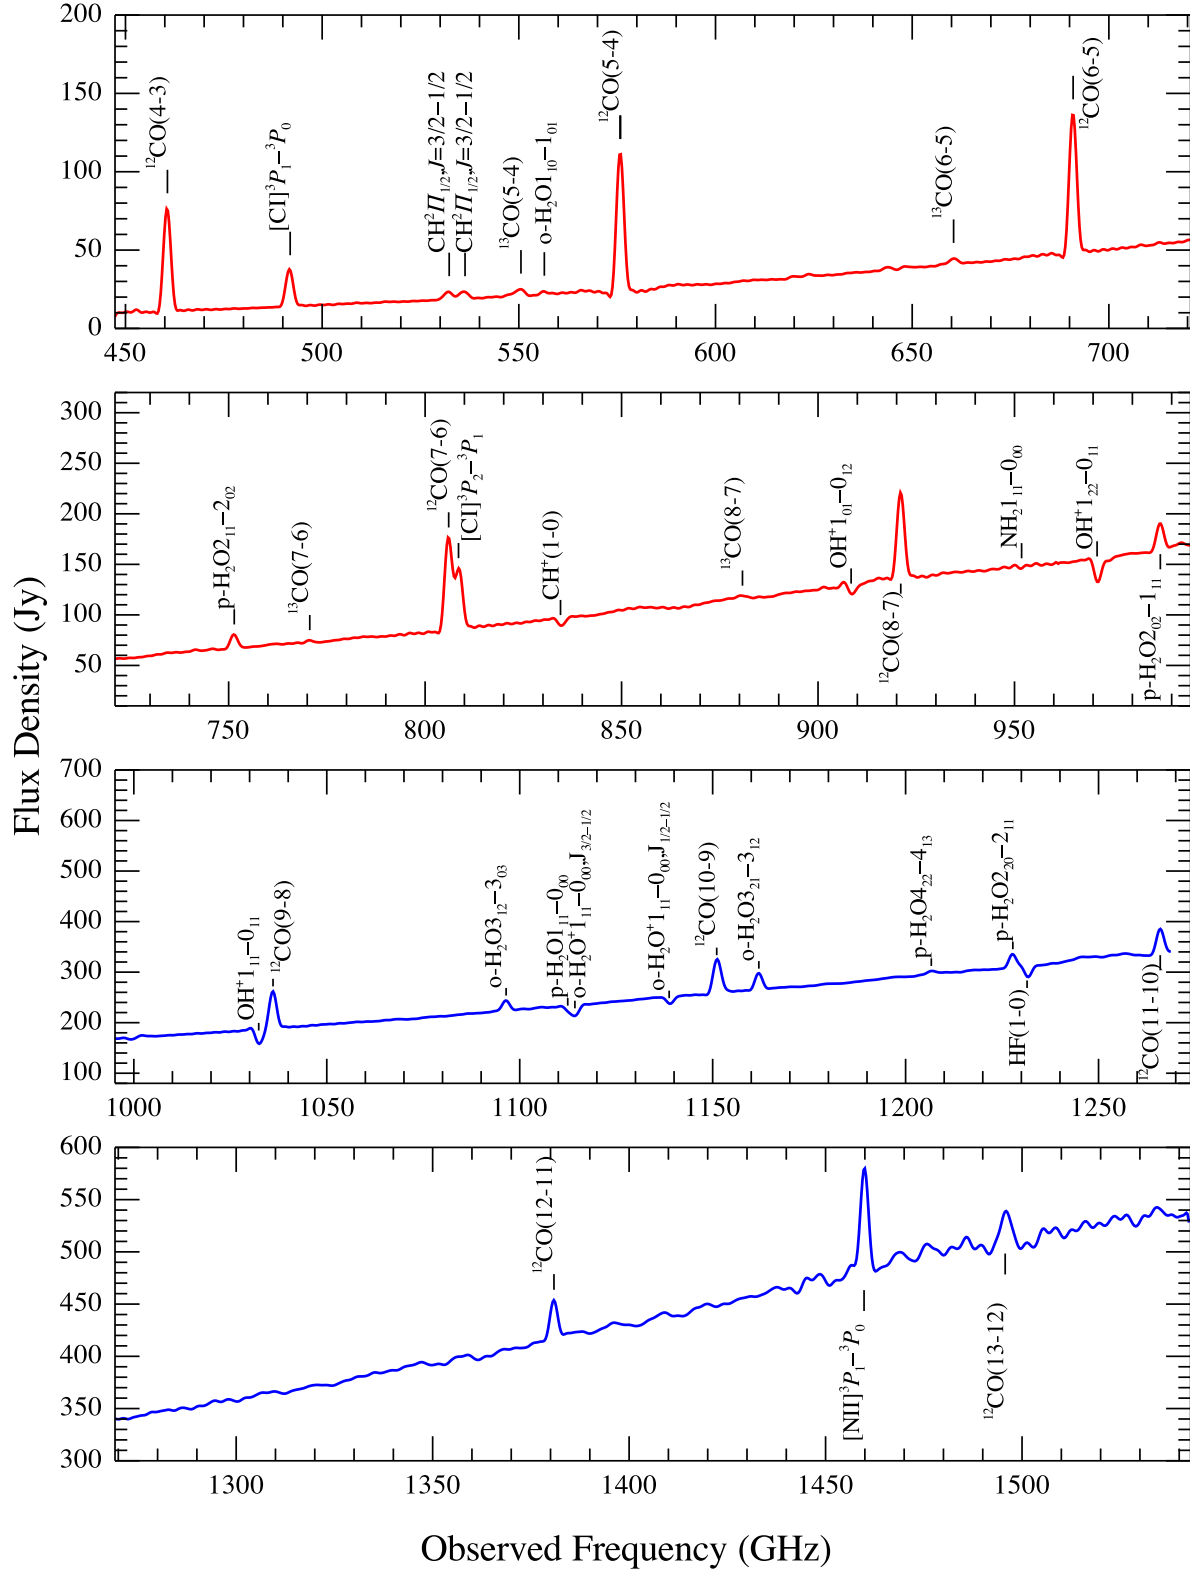 Flux Density (Jy)
200
150
100
50
0
¹²CO(4-3)
[CI]³P₁−³P₀
CH²Π₁/₂,J=3/2−1/2
CH²Π₁/₂,J=3/2−1/2
¹³CO(5-4)
o-H₂O1₁₀−1₀₁
¹²CO(5-4)
¹³CO(6-5)
¹²CO(6-5)
450 500 550 600 650 700
300
250
200
150
100
50
p-H₂O2₁₁−2₀₂
¹³CO(7-6)
¹²CO(7-6)
[CI]³P₂−³P₁
CH⁺(1-0)
¹³CO(8-7)
OH⁺1₀₁−0₁₂
¹²CO(8-7)
NH₂1₁₁−0₀₀
OH⁺1₂₂−0₁₁
p-H₂O2₀₂−1₁₁
750 800 850 900 950
700
600
500
400
300
200
100
OH⁺1₁₁−0₁₁
¹²CO(9-8)
o-H₂O3₁₂−3₀₃
p-H₂O1₁₁−0₀₀
o-H₂O⁺1₁₁−0₀₀,J₃/₂₋₁/₂
o-H₂O⁺1₁₁−0₀₀,J₁/₂₋₁/₂
¹²CO(10-9)
o-H₂O3₂₁−3₁₂
p-H₂O4₂₂−4₁₃
p-H₂O2₂₀−2₁₁
HF(1-0)
¹²CO(11-10)
1000 1050 1100 1150 1200 1250
600
550
500
450
400
350
300
¹²CO(12-11)
[NII]³P₁−³P₀
¹²CO(13-12)
1300 1350 1400 1450 1500
Observed Frequency (GHz)